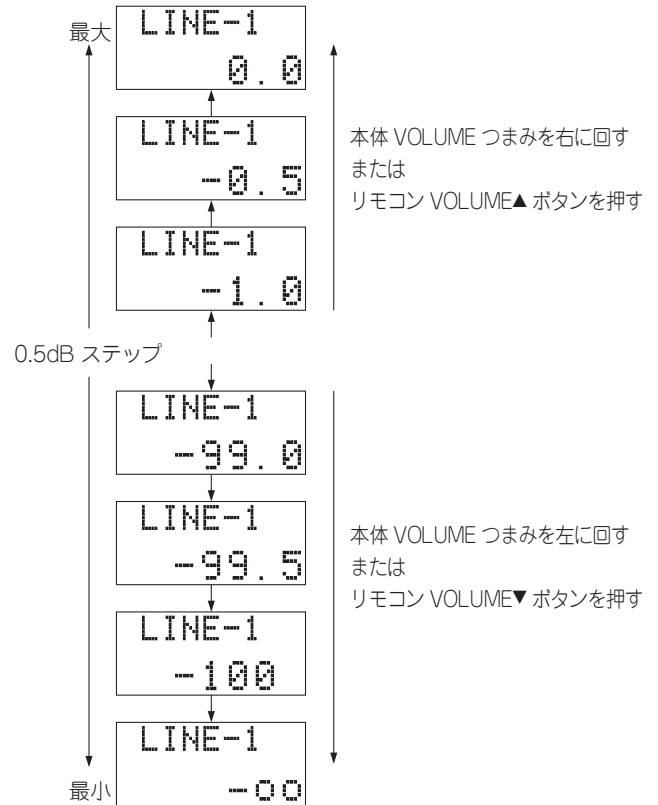 最大
LINE-1
0.0
LINE-1
-0.5
本体 VOLUME つまみを右に回す
または
リモコン VOLUME▲ ボタンを押す
LINE-1
-1.0
0.5dB ステップ
LINE-1
-99.0
LINE-1
-99.5
本体 VOLUME つまみを左に回す
または
リモコン VOLUME▼ ボタンを押す
LINE-1
-100
LINE-1
最小
-oo